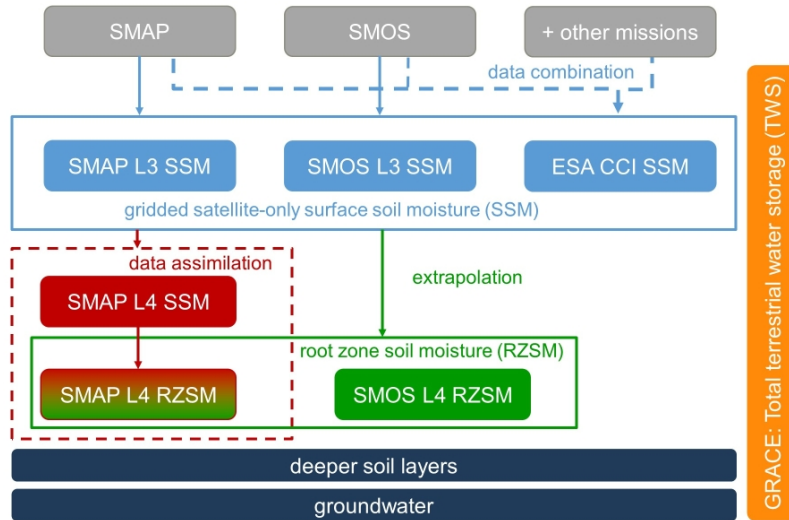 SMAP
SMOS
+ other missions
data combination
SMAP L3 SSM
SMOS L3 SSM
ESA CCI SSM
gridded satellite-only surface soil moisture (SSM)
data assimilation
SMAP L4 SSM
extrapolation
root zone soil moisture (RZSM)
SMAP L4 RZSM
SMOS L4 RZSM
deeper soil layers
groundwater
GRACE: Total terrestrial water storage (TWS)